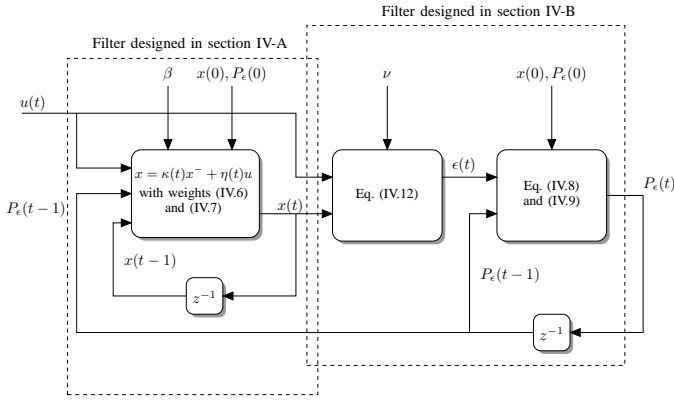 Filter designed in section IV-B
Filter designed in section IV-A
β
x(0), P_ϵ(0)
ν
x(0), P_ϵ(0)
u(t)
x = κ(t)x⁻ + η(t)u
with weights (IV.6)
and (IV.7)
Eq. (IV.12)
ϵ(t)
Eq. (IV.8)
and (IV.9)
P_ϵ(t)
P_ϵ(t−1)
x(t)
x(t−1)
P_ϵ(t−1)
z⁻¹
z⁻¹